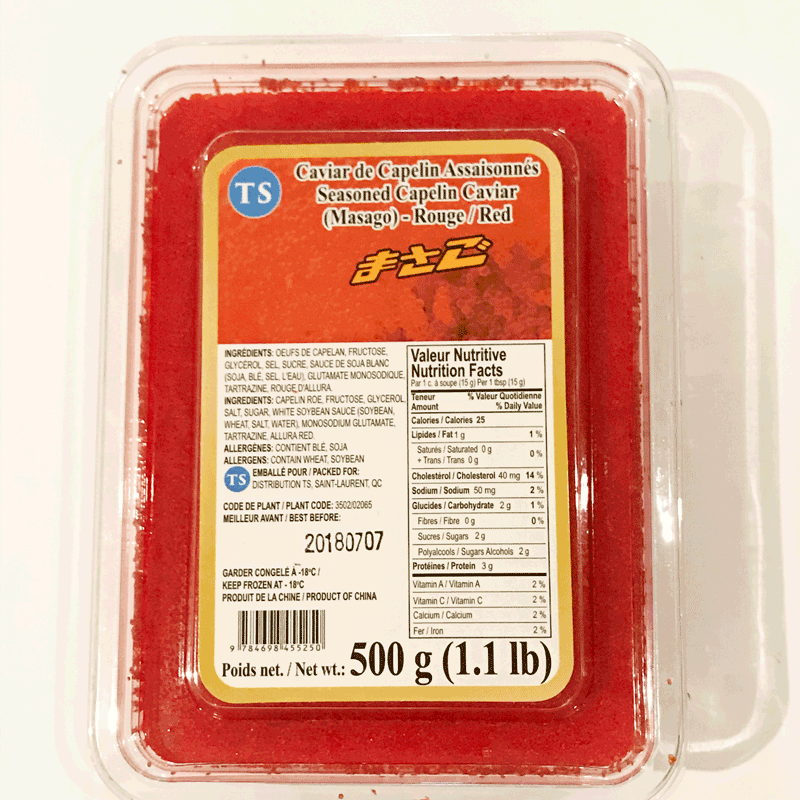 TS
Caviar de Capelin Assaisonnés
Seasoned Capelin Caviar
(Masago) - Rouge / Red
まさご
INGRÉDIENTS: OEUFS DE CAPELAN, FRUCTOSE,
GLYCÉROL, SEL, SUCRE, SAUCE DE SOJA BLANC
(SOJA, BLÉ, SEL, L'EAU), GLUTAMATE MONOSODIQUE,
TARTRAZINE, ROUGE D'ALLURA.
INGREDIENTS: CAPELIN ROE, FRUCTOSE, GLYCEROL,
SALT, SUGAR, WHITE SOYBEAN SAUCE (SOYBEAN,
WHEAT, SALT, WATER), MONOSODIUM GLUTAMATE,
TARTRAZINE, ALLURA RED.
ALLERGÈNES: CONTIENT BLÉ, SOJA
ALLERGENS: CONTAIN WHEAT, SOYBEAN
TS EMBALLÉ POUR / PACKED FOR:
DISTRIBUTION TS, SAINT-LAURENT, QC
CODE DE PLANT / PLANT CODE: 3502/02065
MEILLEUR AVANT / BEST BEFORE:
20180707
GARDER CONGELÉ À -18ºC /
KEEP FROZEN AT - 18ºC
PRODUIT DE LA CHINE / PRODUCT OF CHINA
9 784698 455250
Valeur Nutritive
Nutrition Facts
Par 1 c. à soupe (15 g) Per 1 tbsp (15 g)
Teneur % Valeur Quotidienne
Amount % Daily Value
Calories / Calories 25
Lipides / Fat 1 g 1 %
Saturés / Saturated 0 g
+ Trans / Trans 0 g 0 %
Cholestérol / Cholesterol 40 mg 14 %
Sodium / Sodium 50 mg 2 %
Glucides / Carbohydrate 2 g 1 %
Fibres / Fibre 0 g 0 %
Sucres / Sugars 2 g
Polyalcools / Sugars Alcohols 2 g
Protéines / Protein 3 g
Vitamin A / Vitamin A 2 %
Vitamin C / Vitamin C 2 %
Calcium / Calcium 2 %
Fer / Iron 2 %
Poids net. / Net wt.: 500 g (1.1 lb)